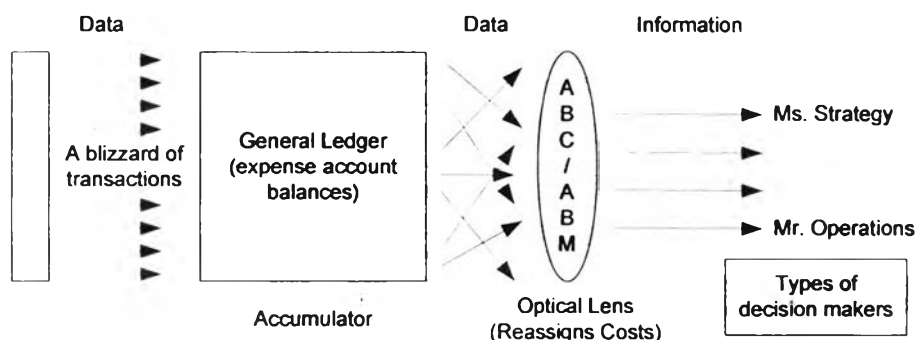 Data
Data
Information
A blizzard of
transactions
General Ledger
(expense account
balances)
A
B
C
/
A
B
M
Ms. Strategy
Mr. Operations
Accumulator
Optical Lens
(Reassigns Costs)
Types of
decision makers